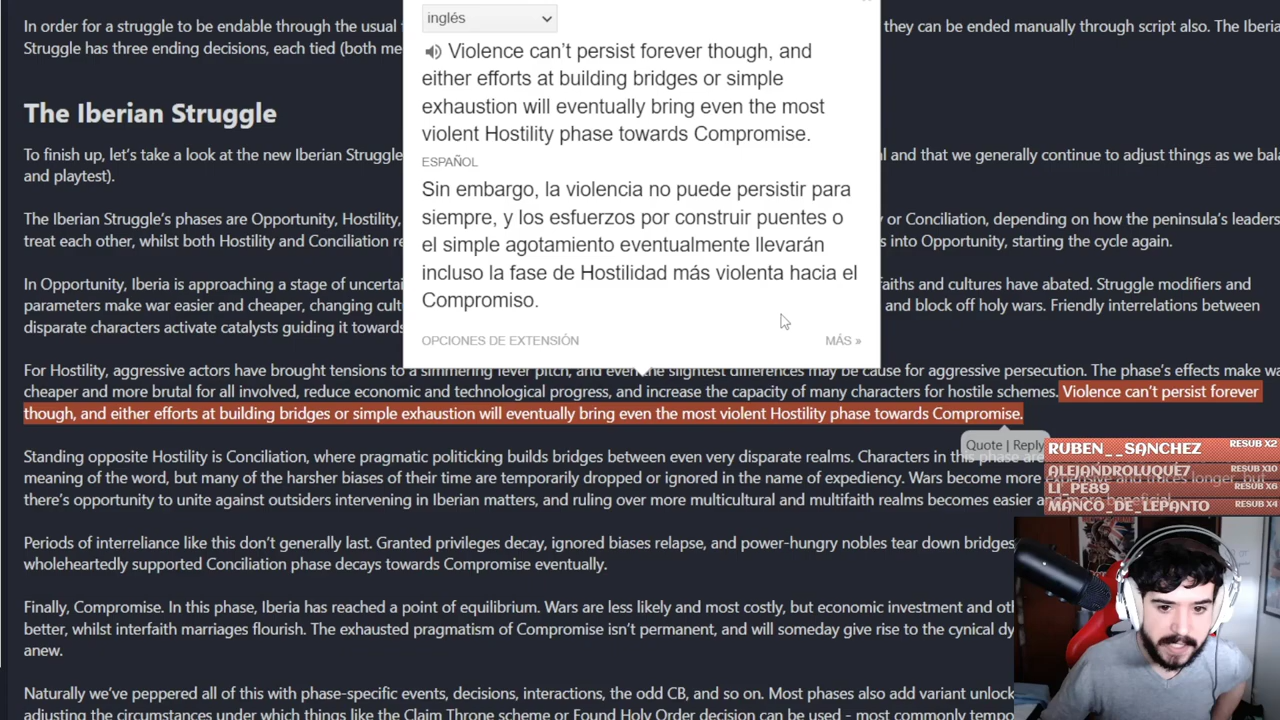 In order for a struggle to be endable through the usual
they can be ended manually through script also. The Iberia
Struggle has three ending decisions, each tied (both me
The Iberian Struggle
To finish up, let's take a look at the new Iberian Struggle
and that we generally continue to adjust things as we bala
and playtest).
The Iberian Struggle's phases are Opportunity, Hostility,
or Conciliation, depending on how the peninsula's leaders
treat each other, whilst both Hostility and Conciliation re
into Opportunity, starting the cycle again.
In Opportunity, Iberia is approaching a stage of uncertai
faiths and cultures have abated. Struggle modifiers and
parameters make war easier and cheaper, changing cult
and block off holy wars. Friendly interrelations between
disparate characters activate catalysts guiding it towards
inglés
Violence can't persist forever though, and
either efforts at building bridges or simple
exhaustion will eventually bring even the most
violent Hostility phase towards Compromise.
ESPAÑOL
Sin embargo, la violencia no puede persistir para
siempre, y los esfuerzos por construir puentes o
el simple agotamiento eventualmente llevarán
incluso la fase de Hostilidad más violenta hacia el
Compromiso.
OPCIONES DE EXTENSIÓN
MÁS »
For Hostility, aggressive actors have brought tensions to a simmering fever pitch, and even the slightest differences may be cause for aggressive persecution. The phase's effects make wa
cheaper and more brutal for all involved, reduce economic and technological progress, and increase the capacity of many characters for hostile schemes. Violence can't persist forever
though, and either efforts at building bridges or simple exhaustion will eventually bring even the most violent Hostility phase towards Compromise.
Quote | Reply
Standing opposite Hostility is Conciliation, where pragmatic politicking builds bridges between even very disparate realms. Characters in this phase are
meaning of the word, but many of the harsher biases of their time are temporarily dropped or ignored in the name of expediency. Wars become more expensive and traces longer, but
there's opportunity to unite against outsiders intervening in Iberian matters, and ruling over more multicultural and multifaith realms becomes easier and more beneficial.
RUBEN__SANCHEZ RESUB X2
ALEJANDROLUQUE7 RESUB X10
LI_PE89 RESUB X6
MANCO_DE_LEPANTO RESUB X4
Periods of interreliance like this don't generally last. Granted privileges decay, ignored biases relapse, and power-hungry nobles tear down bridges
wholeheartedly supported Conciliation phase decays towards Compromise eventually.
Finally, Compromise. In this phase, Iberia has reached a point of equilibrium. Wars are less likely and most costly, but economic investment and oth
better, whilst interfaith marriages flourish. The exhausted pragmatism of Compromise isn't permanent, and will someday give rise to the cynical dy
anew.
Naturally we've peppered all of this with phase-specific events, decisions, interactions, the odd CB, and so on. Most phases also add variant unlock
adjusting the circumstances under which things like the Claim Throne scheme or Found Holy Order decision can be used - most commonly tempo